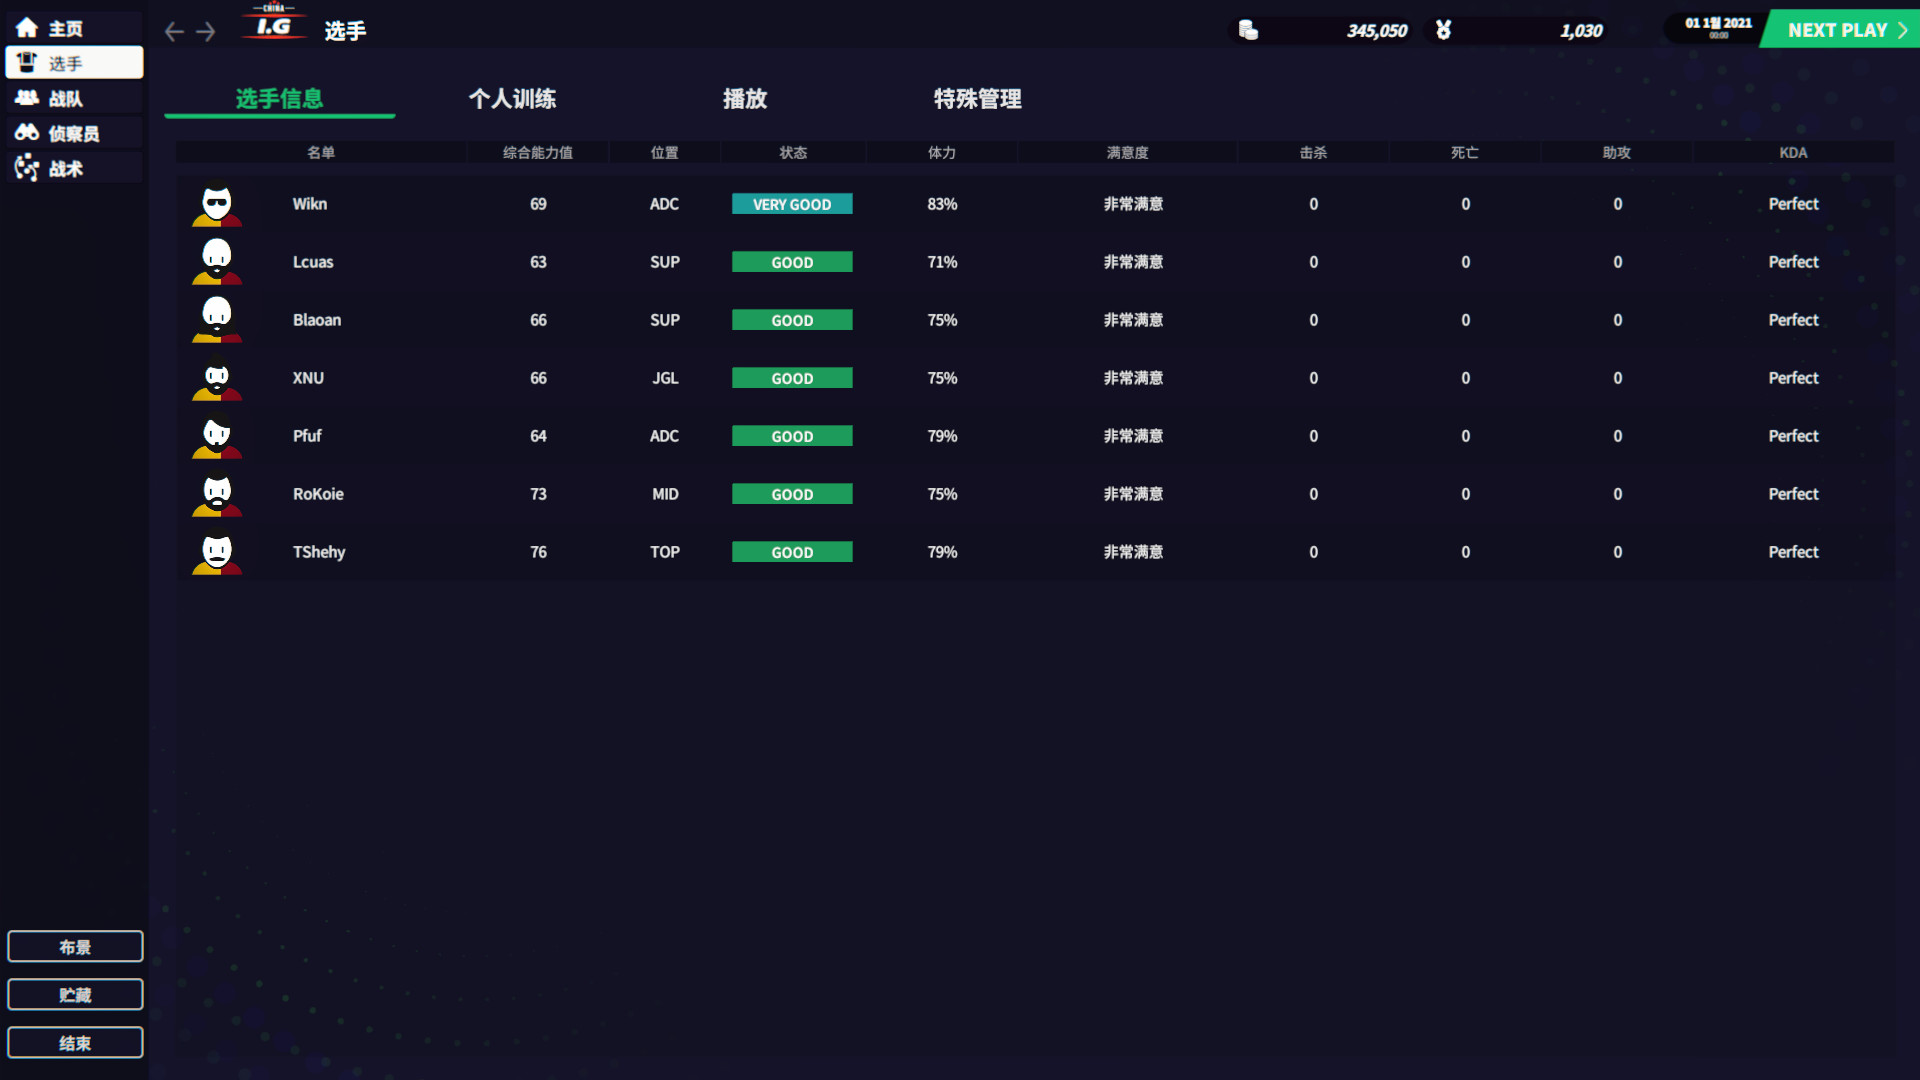 主页
选手
战队
侦察员
战术
CHINA
I.G
选手
345,050
1,030
01 1월 2021
00:00
NEXT PLAY
选手信息 个人训练 播放 特殊管理
名单 综合能力值 位置 状态 体力 满意度 击杀 死亡 助攻 KDA
Wikn 69 ADC VERY GOOD 83% 非常满意 0 0 0 Perfect
Lcuas 63 SUP GOOD 71% 非常满意 0 0 0 Perfect
Blaoan 66 SUP GOOD 75% 非常满意 0 0 0 Perfect
XNU 66 JGL GOOD 75% 非常满意 0 0 0 Perfect
Pfuf 64 ADC GOOD 79% 非常满意 0 0 0 Perfect
RoKoie 73 MID GOOD 75% 非常满意 0 0 0 Perfect
TShehy 76 TOP GOOD 79% 非常满意 0 0 0 Perfect
布景
贮藏
结束